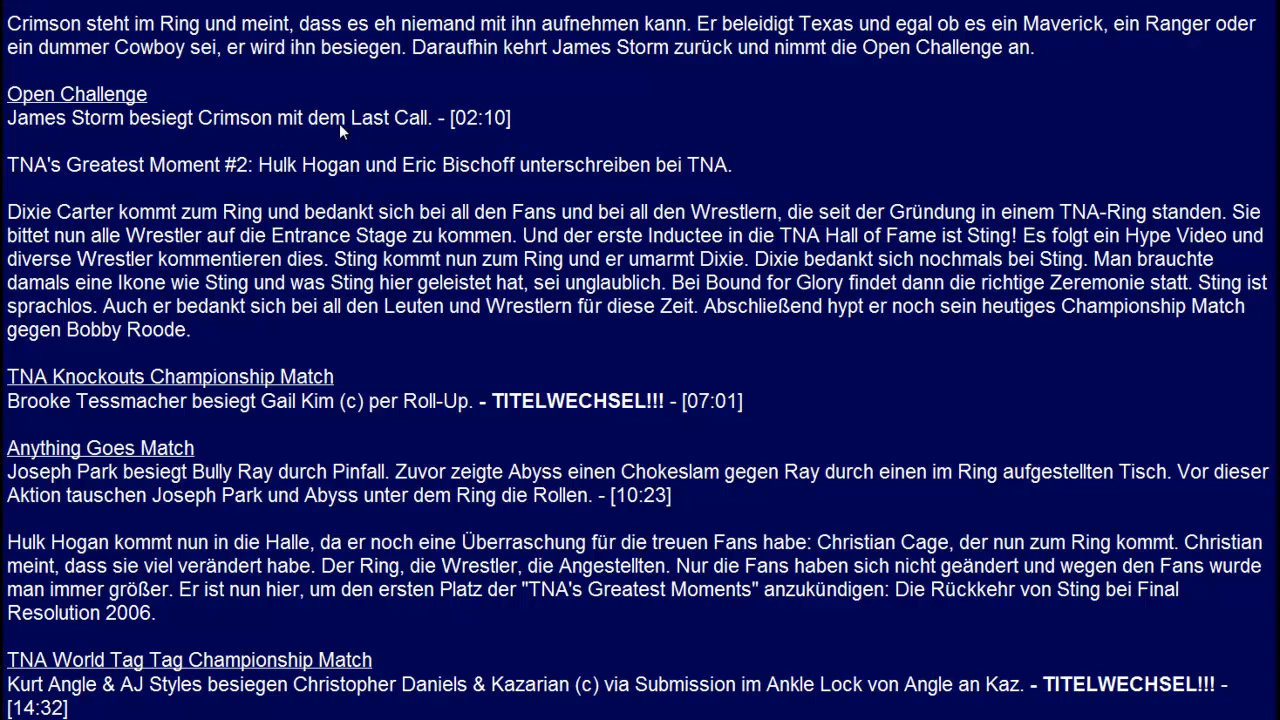 Crimson steht im Ring und meint, dass es eh niemand mit ihn aufnehmen kann. Er beleidigt Texas und egal ob es ein Maverick, ein Ranger oder
ein dummer Cowboy sei, er wird ihn besiegen. Daraufhin kehrt James Storm zurück und nimmt die Open Challenge an.
Open Challenge
James Storm besiegt Crimson mit dem Last Call. - [02:10]
TNA's Greatest Moment #2: Hulk Hogan und Eric Bischoff unterschreiben bei TNA.
Dixie Carter kommt zum Ring und bedankt sich bei all den Fans und bei all den Wrestlern, die seit der Gründung in einem TNA-Ring standen. Sie
bittet nun alle Wrestler auf die Entrance Stage zu kommen. Und der erste Inductee in die TNA Hall of Fame ist Sting! Es folgt ein Hype Video und
diverse Wrestler kommentieren dies. Sting kommt nun zum Ring und er umarmt Dixie. Dixie bedankt sich nochmals bei Sting. Man brauchte
damals eine Ikone wie Sting und was Sting hier geleistet hat, sei unglaublich. Bei Bound for Glory findet dann die richtige Zeremonie statt. Sting ist
sprachlos. Auch er bedankt sich bei all den Leuten und Wrestlern für diese Zeit. Abschließend hypt er noch sein heutiges Championship Match
gegen Bobby Roode.
TNA Knockouts Championship Match
Brooke Tessmacher besiegt Gail Kim (c) per Roll-Up. - TITELWECHSEL!!! - [07:01]
Anything Goes Match
Joseph Park besiegt Bully Ray durch Pinfall. Zuvor zeigte Abyss einen Chokeslam gegen Ray durch einen im Ring aufgestellten Tisch. Vor dieser
Aktion tauschen Joseph Park und Abyss unter dem Ring die Rollen. - [10:23]
Hulk Hogan kommt nun in die Halle, da er noch eine Überraschung für die treuen Fans habe: Christian Cage, der nun zum Ring kommt. Christian
meint, dass sie viel verändert habe. Der Ring, die Wrestler, die Angestellten. Nur die Fans haben sich nicht geändert und wegen den Fans wurde
man immer größer. Er ist nun hier, um den ersten Platz der "TNA's Greatest Moments" anzukündigen: Die Rückkehr von Sting bei Final
Resolution 2006.
TNA World Tag Tag Championship Match
Kurt Angle & AJ Styles besiegen Christopher Daniels & Kazarian (c) via Submission im Ankle Lock von Angle an Kaz. - TITELWECHSEL!!! -
[14:32]